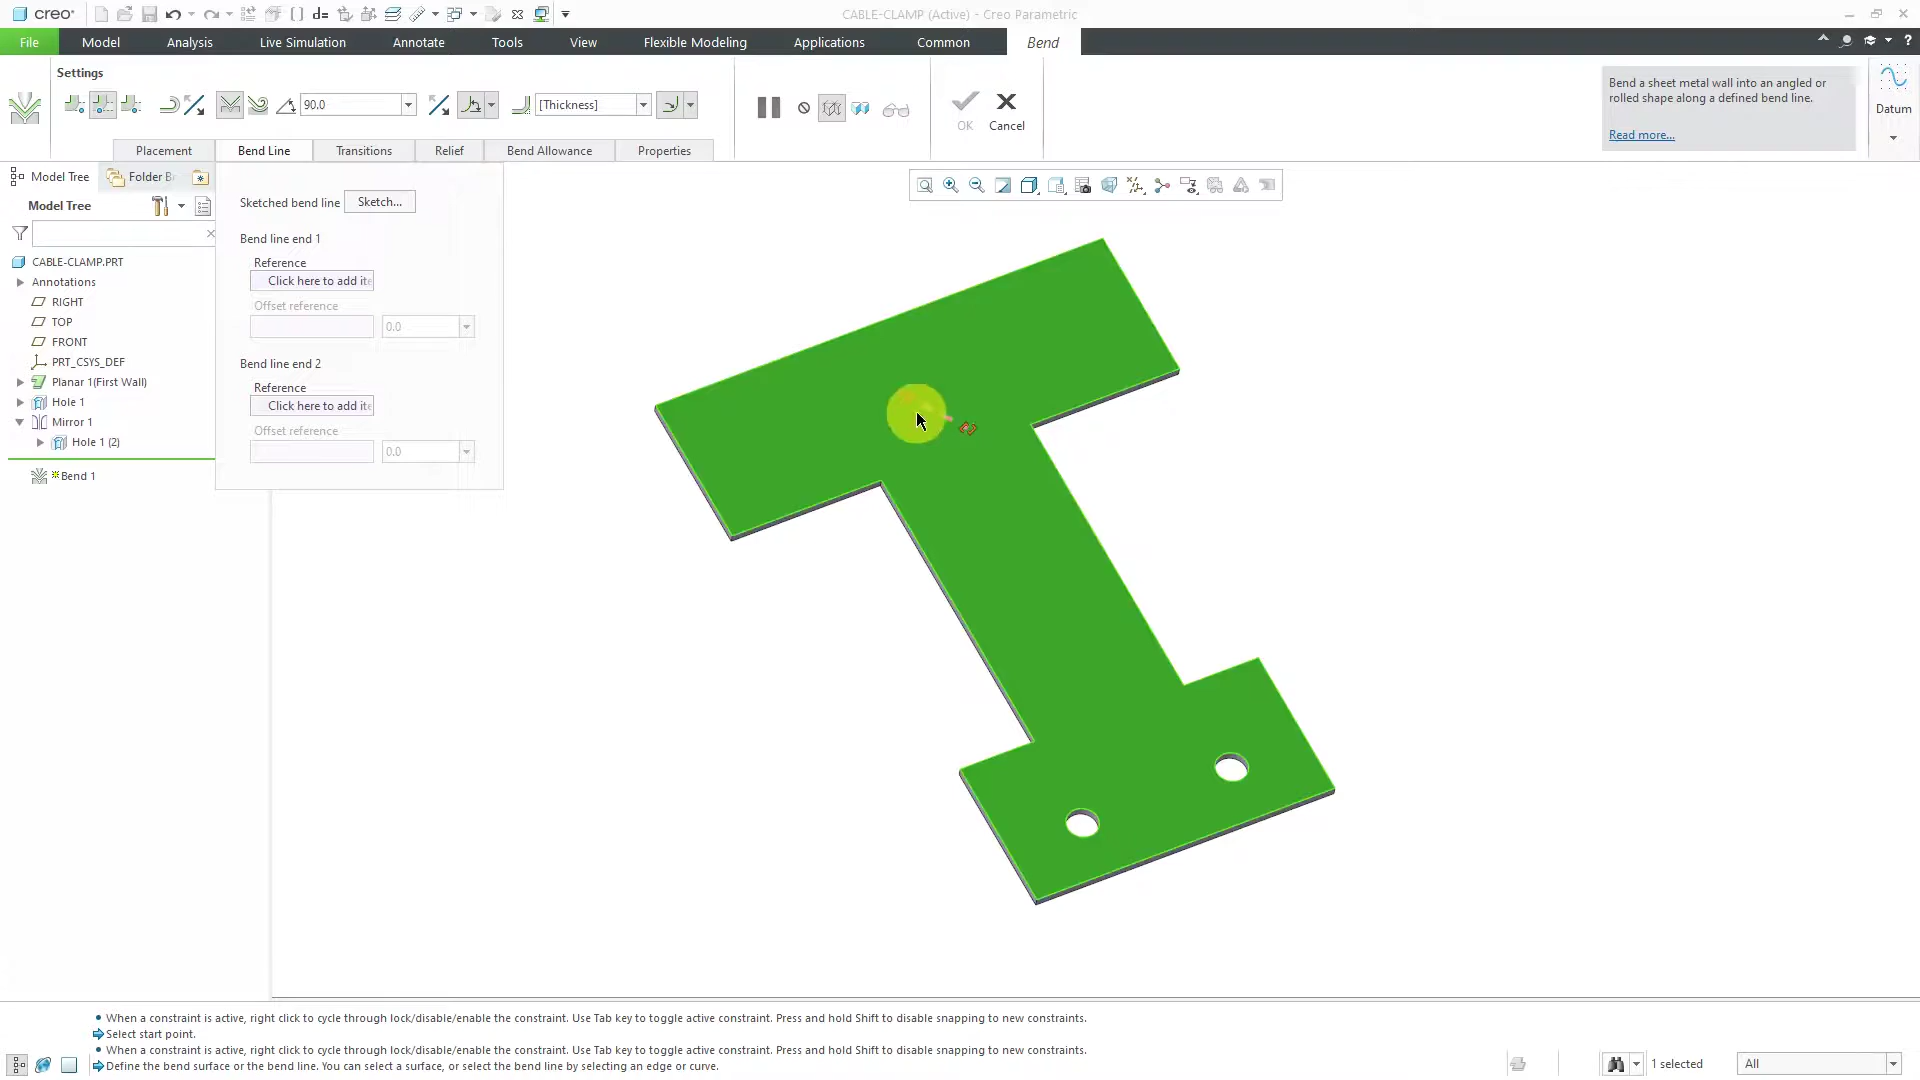 creo®
CABLE-CLAMP (Active) - Creo Parametric
File
Model
Analysis
Live Simulation
Annotate
Tools
View
Flexible Modeling
Applications
Common
Bend
Settings
90.0
[Thickness]
OK
Cancel
Bend a sheet metal wall into an angled or
rolled shape along a defined bend line.
Read more...
Datum
Placement
Bend Line
Transitions
Relief
Bend Allowance
Properties
Model Tree
Folder B
Model Tree
CABLE-CLAMP.PRT
Annotations
RIGHT
TOP
FRONT
PRT_CSYS_DEF
Planar 1(First Wall)
Hole 1
Mirror 1
Hole 1 (2)
Bend 1
Sketched bend line
Sketch...
Bend line end 1
Reference
Click here to add ite
Offset reference
0.0
Bend line end 2
Reference
Click here to add ite
Offset reference
0.0
• When a constraint is active, right click to cycle through lock/disable/enable the constraint. Use Tab key to toggle active constraint. Press and hold Shift to disable snapping to new constraints.
Select start point.
• When a constraint is active, right click to cycle through lock/disable/enable the constraint. Use Tab key to toggle active constraint. Press and hold Shift to disable snapping to new constraints.
Define the bend surface or the bend line. You can select a surface, or select the bend line by selecting an edge or curve.
1 selected
All